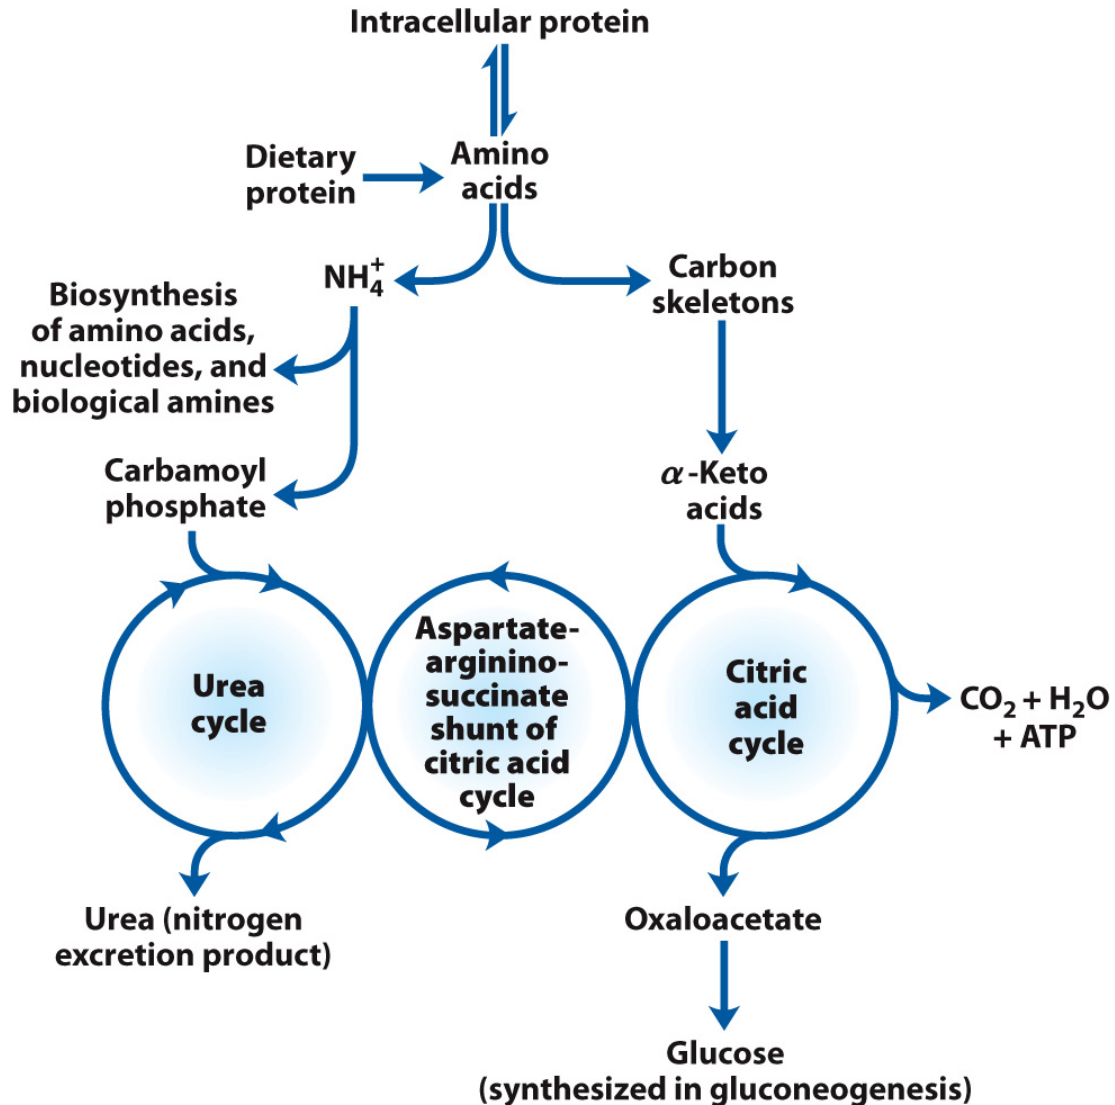 Intracellular protein
Dietary
protein
Amino
acids
NH₄⁺
Carbon
skeletons
Biosynthesis
of amino acids,
nucleotides, and
biological amines
Carbamoyl
phosphate
α-Keto
acids
Urea
cycle
Aspartate-
arginino-
succinate
shunt of
citric acid
cycle
Citric
acid
cycle
CO₂ + H₂O
+ ATP
Urea (nitrogen
excretion product)
Oxaloacetate
Glucose
(synthesized in gluconeogenesis)